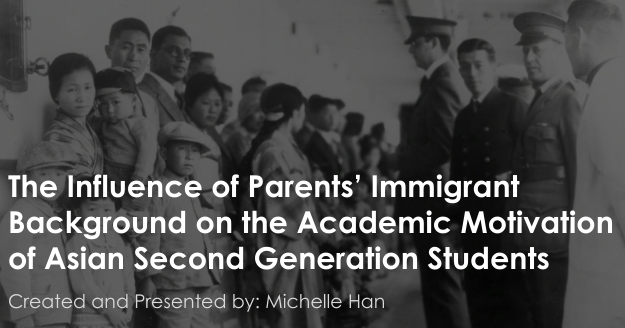 The Influence of Parents’ Immigrant
Background on the Academic Motivation
of Asian Second Generation Students
Created and Presented by: Michelle Han